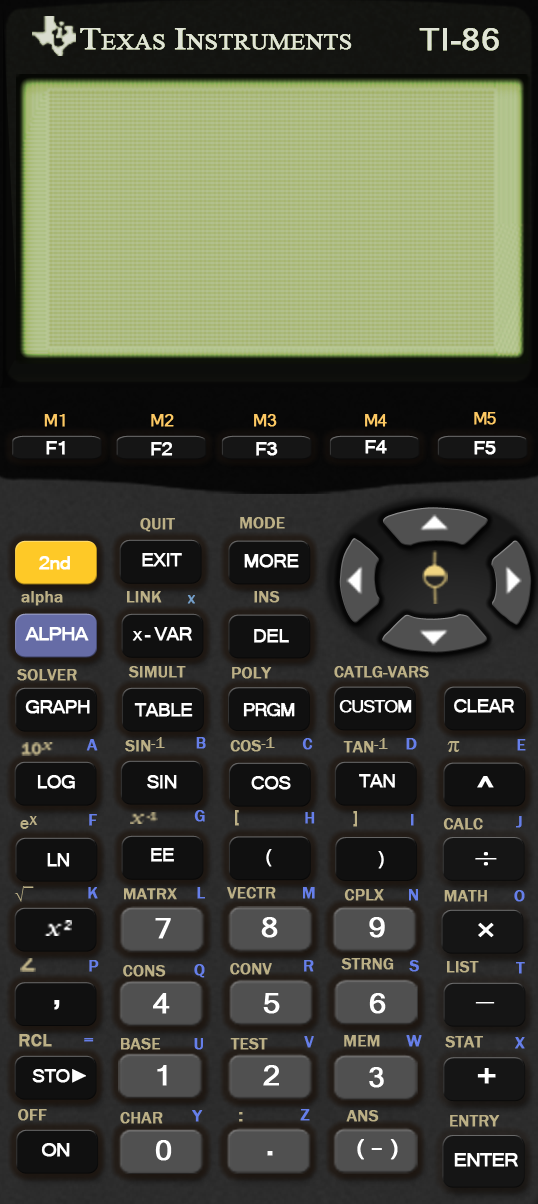 TEXAS INSTRUMENTS TI-86
M1 M2 M3 M4 M5
F1 F2 F3 F4 F5
QUIT MODE
2nd EXIT MORE
alpha LINK x INS
ALPHA x-VAR DEL
SOLVER SIMULT POLY CATLG-VARS
GRAPH TABLE PRGM CUSTOM CLEAR
10ˣ A SIN⁻¹ B COS⁻¹ C TAN⁻¹ D π E
LOG SIN COS TAN ^
eˣ F x⁻¹ G [ H ] I CALC J
LN EE ( ) ÷
√ K MATRX L VECTR M CPLX N MATH O
x² 7 8 9 ×
∠ P CONS Q CONV R STRNG S LIST T
, 4 5 6 −
RCL = BASE U TEST V MEM W STAT X
STO▶ 1 2 3 +
OFF CHAR Y : Z ANS ENTRY
ON 0 . (-) ENTER